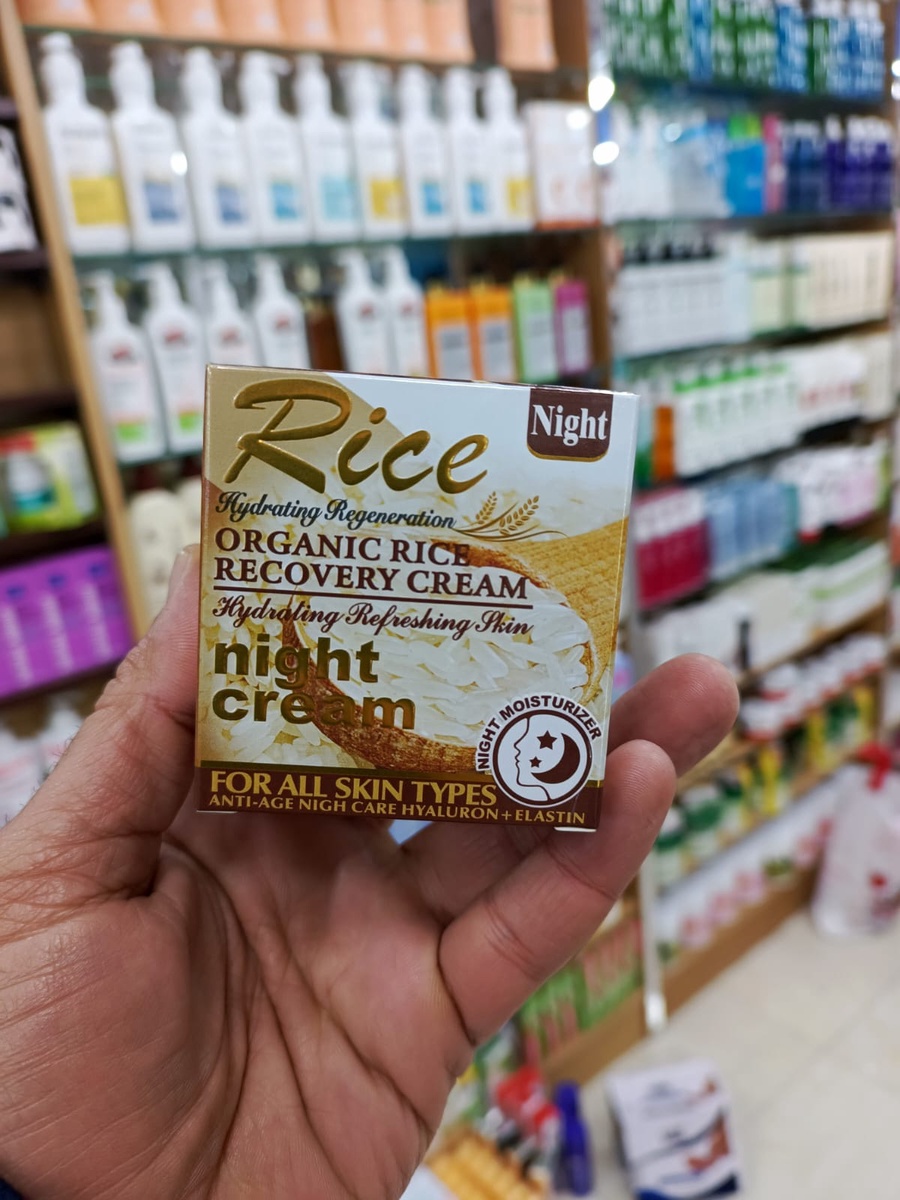 Rice
Night
Hydrating Regeneration
ORGANIC RICE
RECOVERY CREAM
Hydrating Refreshing Skin
night
cream
NIGHT MOISTURIZER
FOR ALL SKIN TYPES
ANTI-AGE NIGH CARE HYALURON+ELASTIN